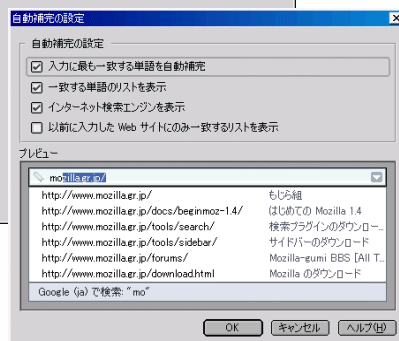 自動補完の設定
自動補完の設定
入力に最も一致する単語を自動補完
一致する単語のリストを表示
インターネット検索エンジンを表示
以前に入力した Web サイトにのみ一致するリストを表示
プレビュー
mozilla.gr.jp/
http://www.mozilla.gr.jp/ もじら組
http://www.mozilla.gr.jp/docs/beginmoz-1.4/ はじめての Mozilla 1.4
http://www.mozilla.gr.jp/tools/search/ 検索プラグインのダウンロー...
http://www.mozilla.gr.jp/tools/sidebar/ サイドバーのダウンロード
http://www.mozilla.gr.jp/forums/ Mozilla-gumi BBS [All T...
http://www.mozilla.gr.jp/download.html Mozilla のダウンロード
Google (ja) で検索: "mo"
OK キャンセル ヘルプ(H)